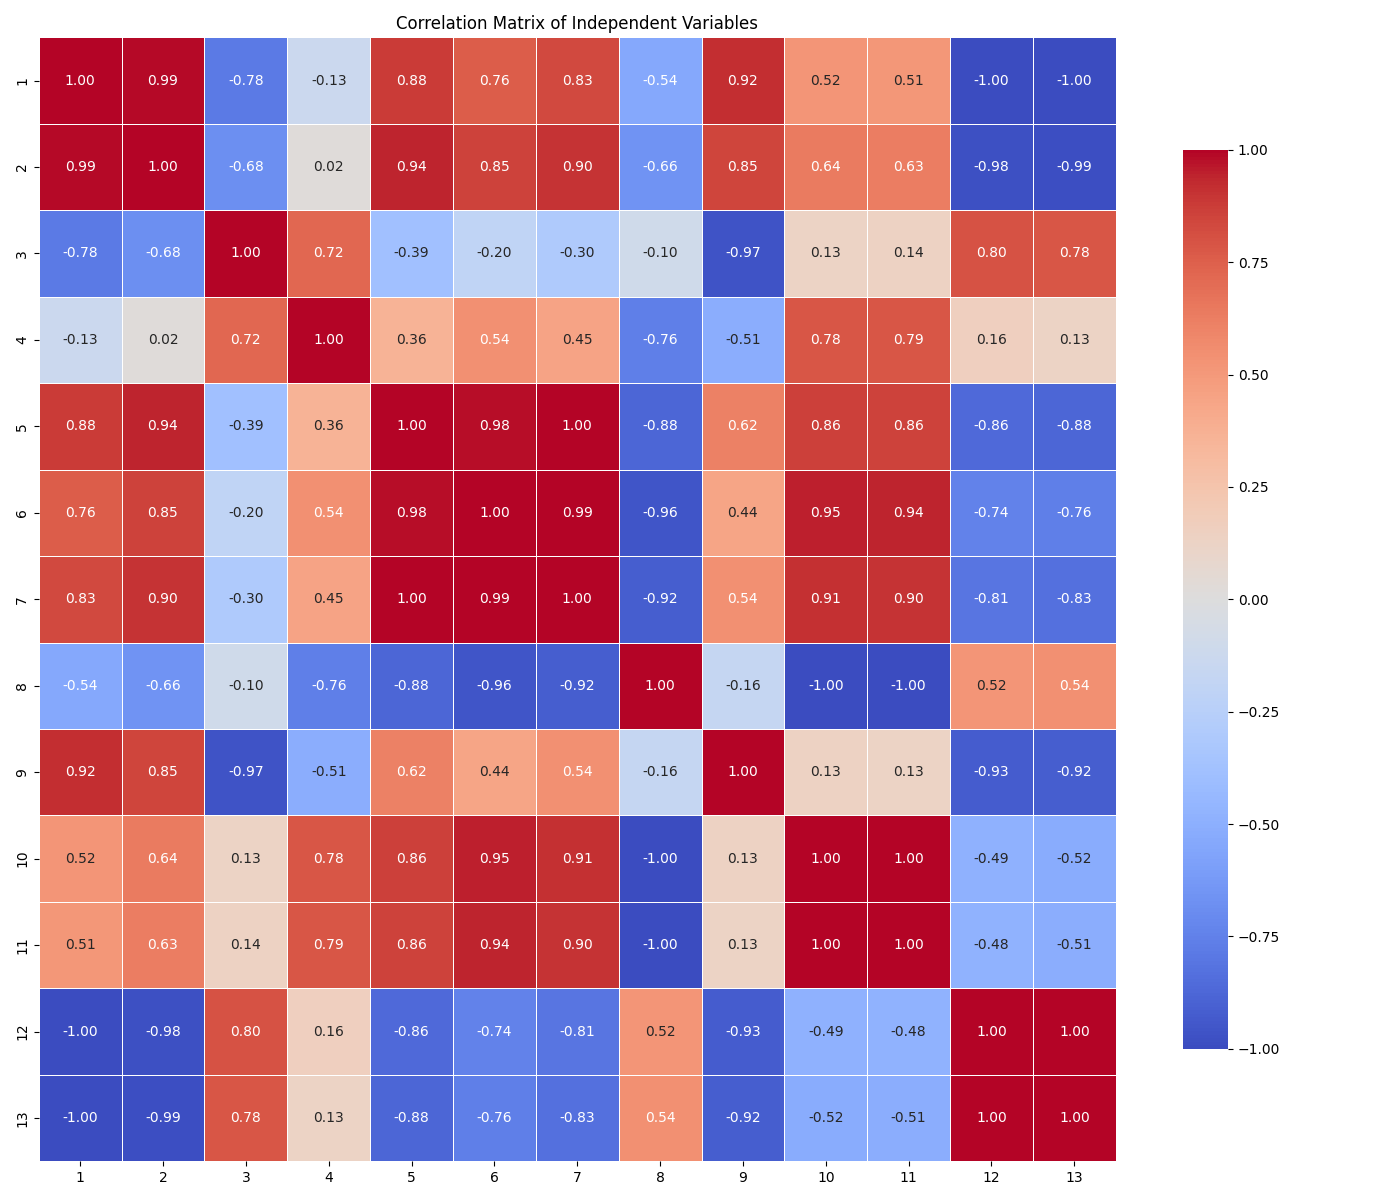 Correlation Matrix of Independent Variables
1 1.00 0.99 -0.78 -0.13 0.88 0.76 0.83 -0.54 0.92 0.52 0.51 -1.00 -1.00
2 0.99 1.00 -0.68 0.02 0.94 0.85 0.90 -0.66 0.85 0.64 0.63 -0.98 -0.99
3 -0.78 -0.68 1.00 0.72 -0.39 -0.20 -0.30 -0.10 -0.97 0.13 0.14 0.80 0.78
4 -0.13 0.02 0.72 1.00 0.36 0.54 0.45 -0.76 -0.51 0.78 0.79 0.16 0.13
5 0.88 0.94 -0.39 0.36 1.00 0.98 1.00 -0.88 0.62 0.86 0.86 -0.86 -0.88
6 0.76 0.85 -0.20 0.54 0.98 1.00 0.99 -0.96 0.44 0.95 0.94 -0.74 -0.76
7 0.83 0.90 -0.30 0.45 1.00 0.99 1.00 -0.92 0.54 0.91 0.90 -0.81 -0.83
8 -0.54 -0.66 -0.10 -0.76 -0.88 -0.96 -0.92 1.00 -0.16 -1.00 -1.00 0.52 0.54
9 0.92 0.85 -0.97 -0.51 0.62 0.44 0.54 -0.16 1.00 0.13 0.13 -0.93 -0.92
10 0.52 0.64 0.13 0.78 0.86 0.95 0.91 -1.00 0.13 1.00 1.00 -0.49 -0.52
11 0.51 0.63 0.14 0.79 0.86 0.94 0.90 -1.00 0.13 1.00 1.00 -0.48 -0.51
12 -1.00 -0.98 0.80 0.16 -0.86 -0.74 -0.81 0.52 -0.93 -0.49 -0.48 1.00 1.00
13 -1.00 -0.99 0.78 0.13 -0.88 -0.76 -0.83 0.54 -0.92 -0.52 -0.51 1.00 1.00
1 2 3 4 5 6 7 8 9 10 11 12 13
1.00
0.75
0.50
0.25
0.00
−0.25
−0.50
−0.75
−1.00